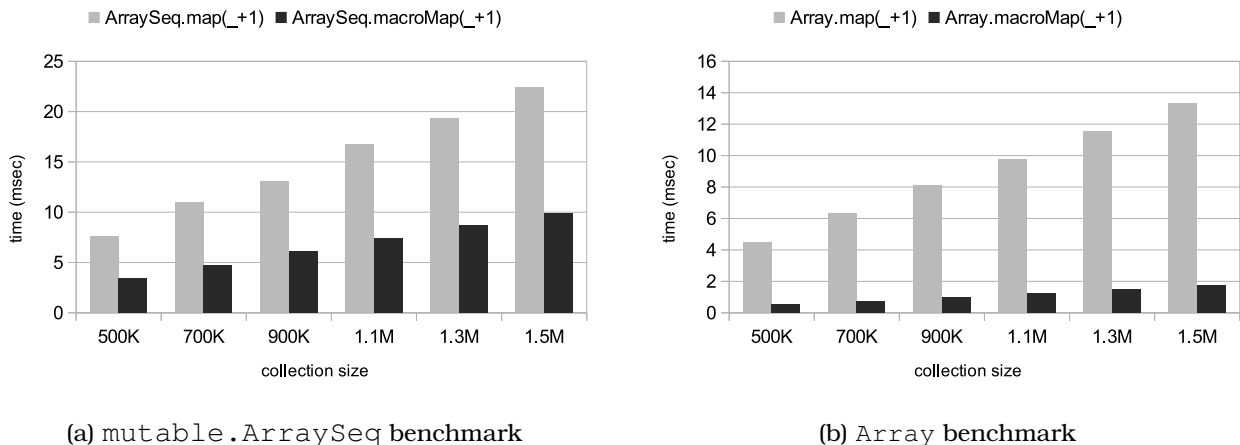 ArraySeq.map(_+1) ArraySeq.macroMap(_+1)
25
20
15
10
5
0
time (msec)
500K 700K 900K 1.1M 1.3M 1.5M
collection size
(a) mutable.ArraySeq benchmark
Array.map(_+1) Array.macroMap(_+1)
16
14
12
10
8
6
4
2
0
time (msec)
500K 700K 900K 1.1M 1.3M 1.5M
collection size
(b) Array benchmark